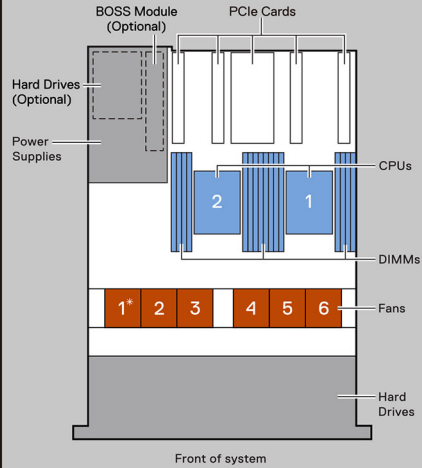 BOSS Module
(Optional)
PCIe Cards
Hard Drives
(Optional)
Power
Supplies
CPUs
2
1
DIMMs
1*
2
3
4
5
6
Fans
Hard
Drives
Front of system